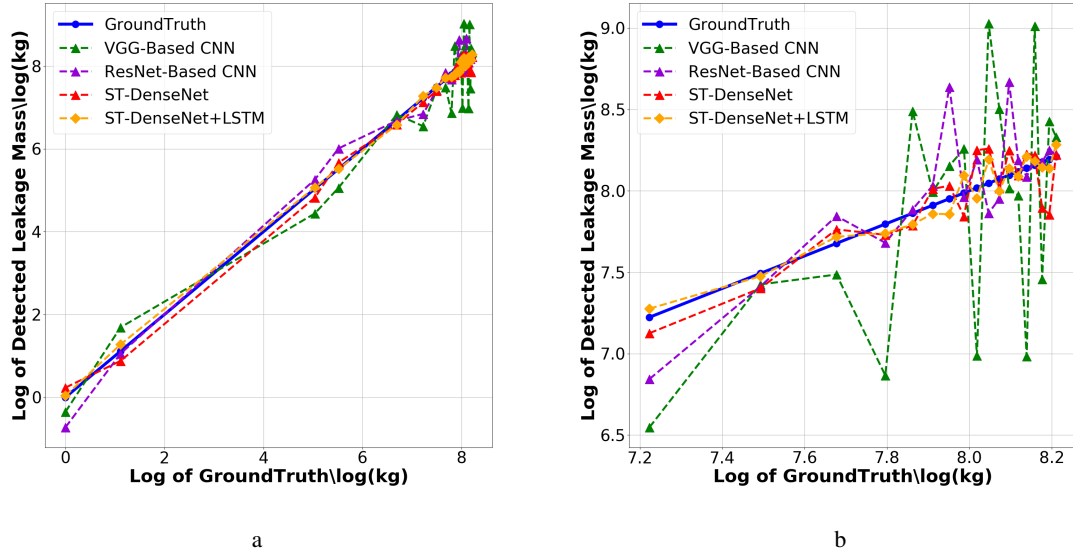 GroundTruth
VGG-Based CNN
ResNet-Based CNN
ST-DenseNet
ST-DenseNet+LSTM
Log of Detected Leakage Mass\log(kg)
8
6
4
2
0
0
2
4
6
8
Log of GroundTruth\log(kg)
a
GroundTruth
VGG-Based CNN
ResNet-Based CNN
ST-DenseNet
ST-DenseNet+LSTM
Log of Detected Leakage Mass\log(kg)
9.0
8.5
8.0
7.5
7.0
6.5
7.2
7.4
7.6
7.8
8.0
8.2
Log of GroundTruth\log(kg)
b